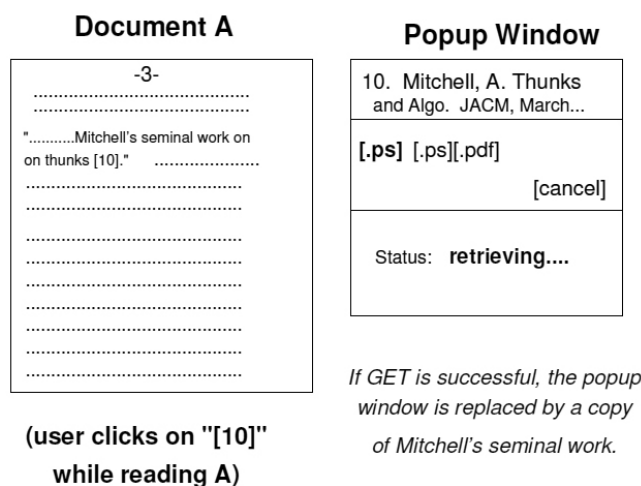 Document A
-3-
...........................................
...........................................
"...........Mitchell's seminal work on
on thunks [10]." .....................
...........................................
...........................................
...........................................
...........................................
...........................................
...........................................
...........................................
...........................................
...........................................
(user clicks on "[10]"
while reading A)
Popup Window
10. Mitchell, A. Thunks
and Algo. JACM, March...
[.ps] [.ps][.pdf]
[cancel]
Status: retrieving....
If GET is successful, the popup
window is replaced by a copy
of Mitchell's seminal work.